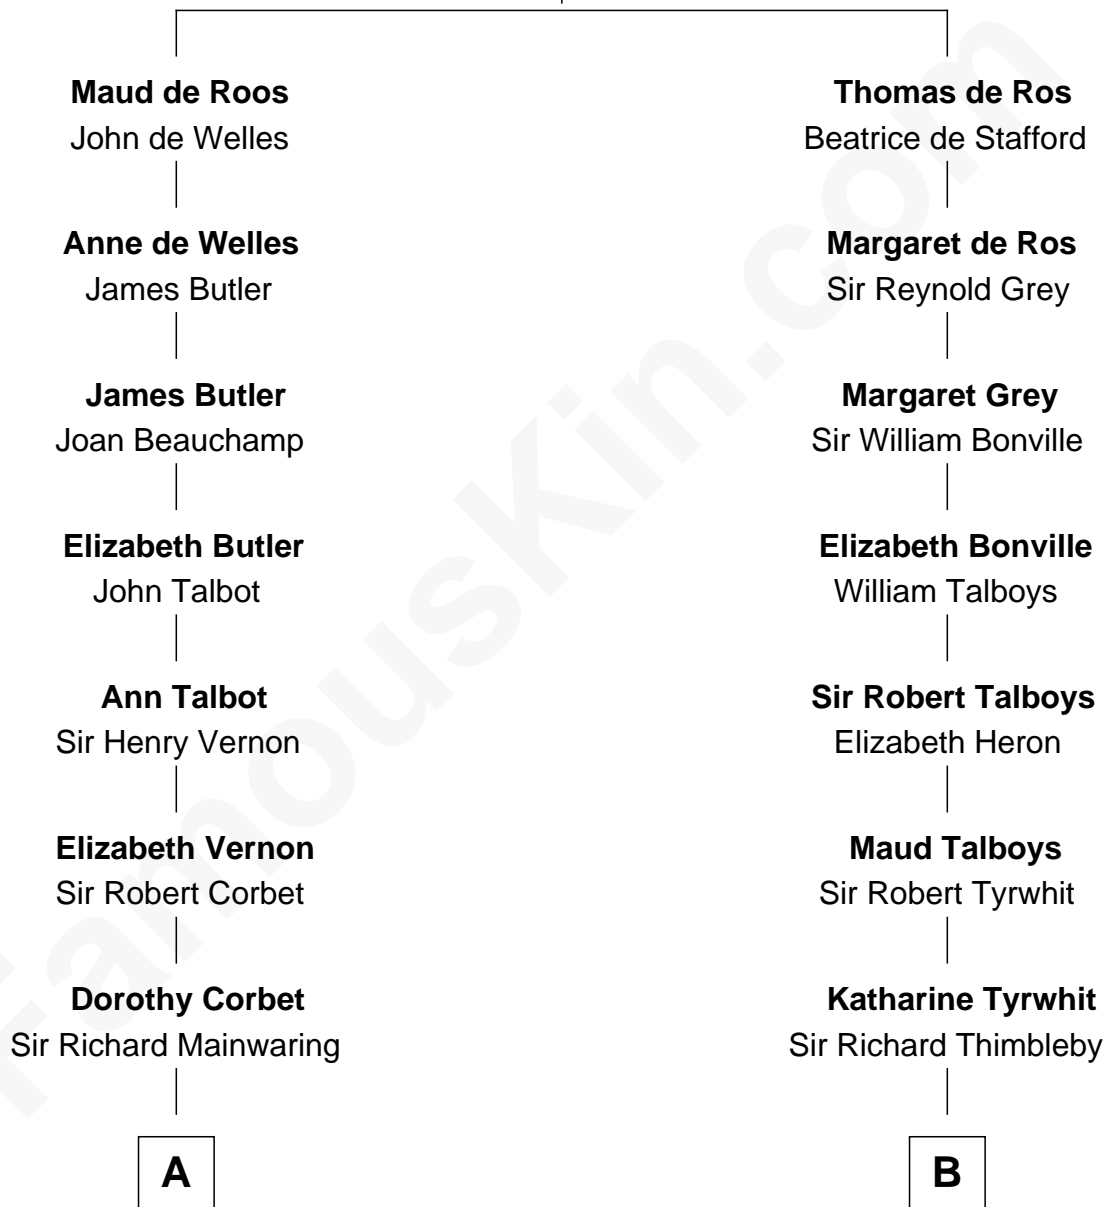 Maud de Roos
John de Welles
Thomas de Ros
Beatrice de Stafford
Anne de Welles
James Butler
Margaret de Ros
Sir Reynold Grey
James Butler
Joan Beauchamp
Margaret Grey
Sir William Bonville
Elizabeth Butler
John Talbot
Elizabeth Bonville
William Talboys
Ann Talbot
Sir Henry Vernon
Sir Robert Talboys
Elizabeth Heron
Elizabeth Vernon
Sir Robert Corbet
Maud Talboys
Sir Robert Tyrwhit
Dorothy Corbet
Sir Richard Mainwaring
Katharine Tyrwhit
Sir Richard Thimbleby
A
B
FamousKin.com